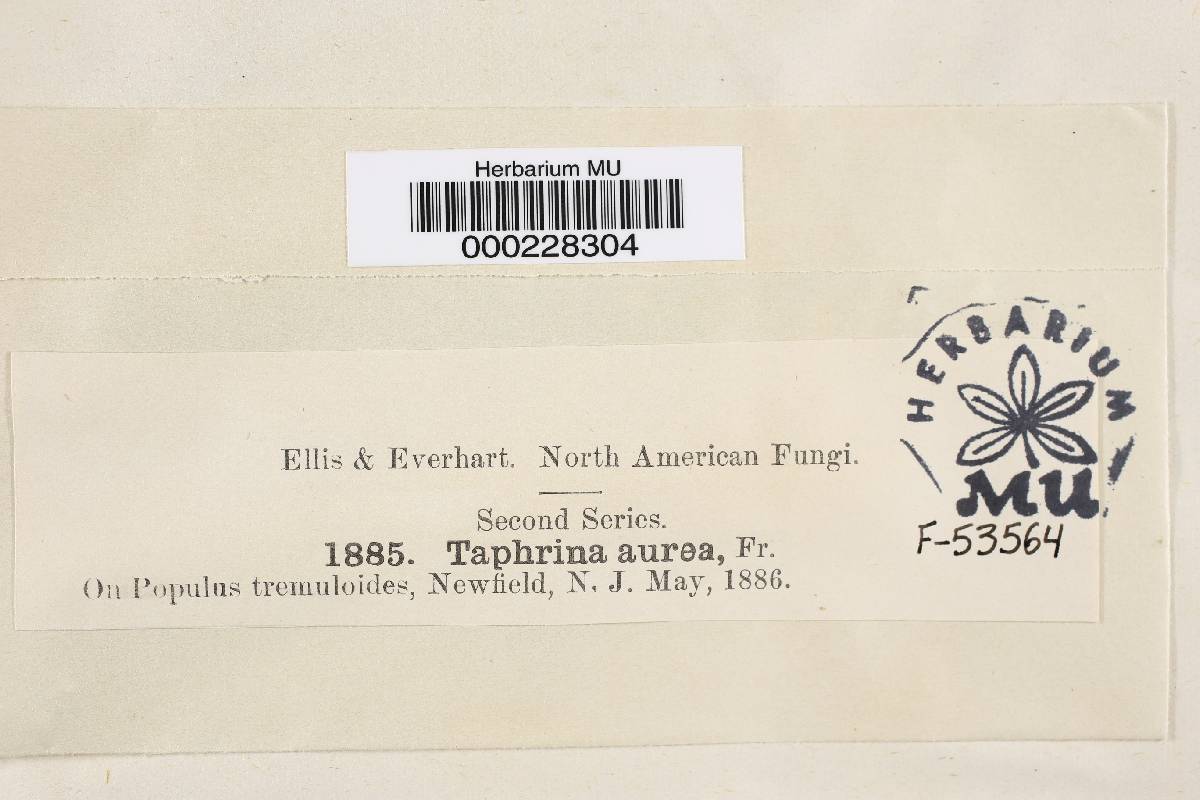 Herbarium MU
000228304
HERBARIUM
MU
F-53564
Ellis & Everhart. North American Fungi.
Second Series.
1885. Taphrina aurea, Fr.
On Populus tremuloides, Newfield, N. J. May, 1886.